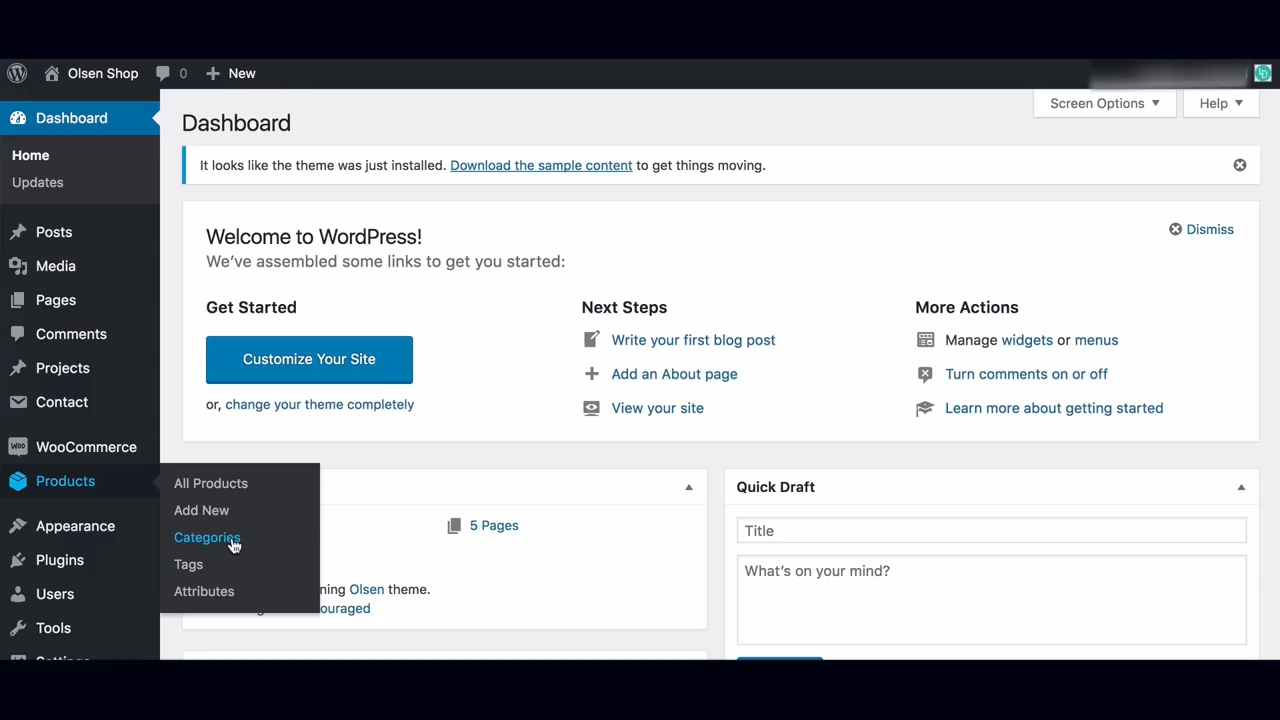 Olsen Shop
0
New
Screen Options
Help
Dashboard
Home
Updates
Posts
Media
Pages
Comments
Projects
Contact
WooCommerce
Products
Appearance
Plugins
Users
Tools
All Products
Add New
Categories
Tags
Attributes
Dashboard
It looks like the theme was just installed. Download the sample content to get things moving.
Welcome to WordPress!
Dismiss
We've assembled some links to get you started:
Get Started
Customize Your Site
or, change your theme completely
Next Steps
Write your first blog post
Add an About page
View your site
More Actions
Manage widgets or menus
Turn comments on or off
Learn more about getting started
5 Pages
Olsen theme.
Quick Draft
Title
What's on your mind?